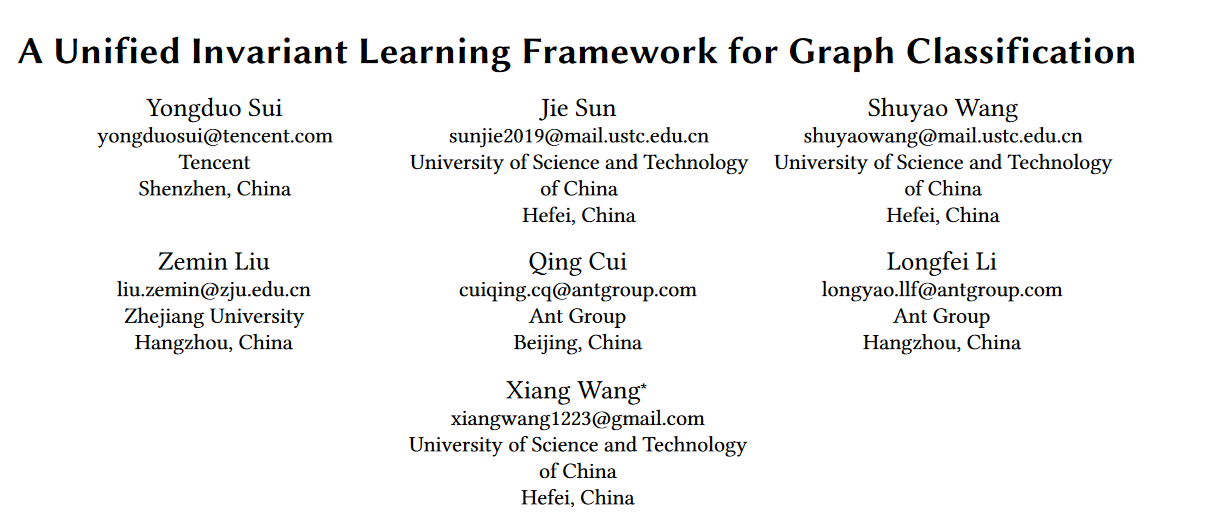 A Unified Invariant Learning Framework for Graph Classification
Yongduo Sui
yongduosui@tencent.com
Tencent
Shenzhen, China
Jie Sun
sunjie2019@mail.ustc.edu.cn
University of Science and Technology
of China
Hefei, China
Shuyao Wang
shuyaowang@mail.ustc.edu.cn
University of Science and Technology
of China
Hefei, China
Zemin Liu
liu.zemin@zju.edu.cn
Zhejiang University
Hangzhou, China
Qing Cui
cuiqing.cq@antgroup.com
Ant Group
Beijing, China
Longfei Li
longyao.llf@antgroup.com
Ant Group
Hangzhou, China
Xiang Wang*
xiangwang1223@gmail.com
University of Science and Technology
of China
Hefei, China